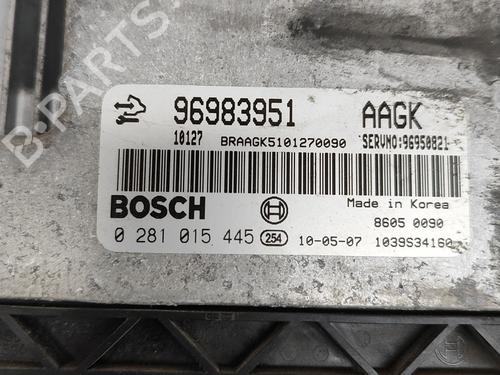 96983951 AAGK
10127 BRAAGK5101270090 SERVNO:96950821
BOSCH Made in Korea
8605 0090
0 281 015 445 254 10-05-07 1039S34160
B-PARTS